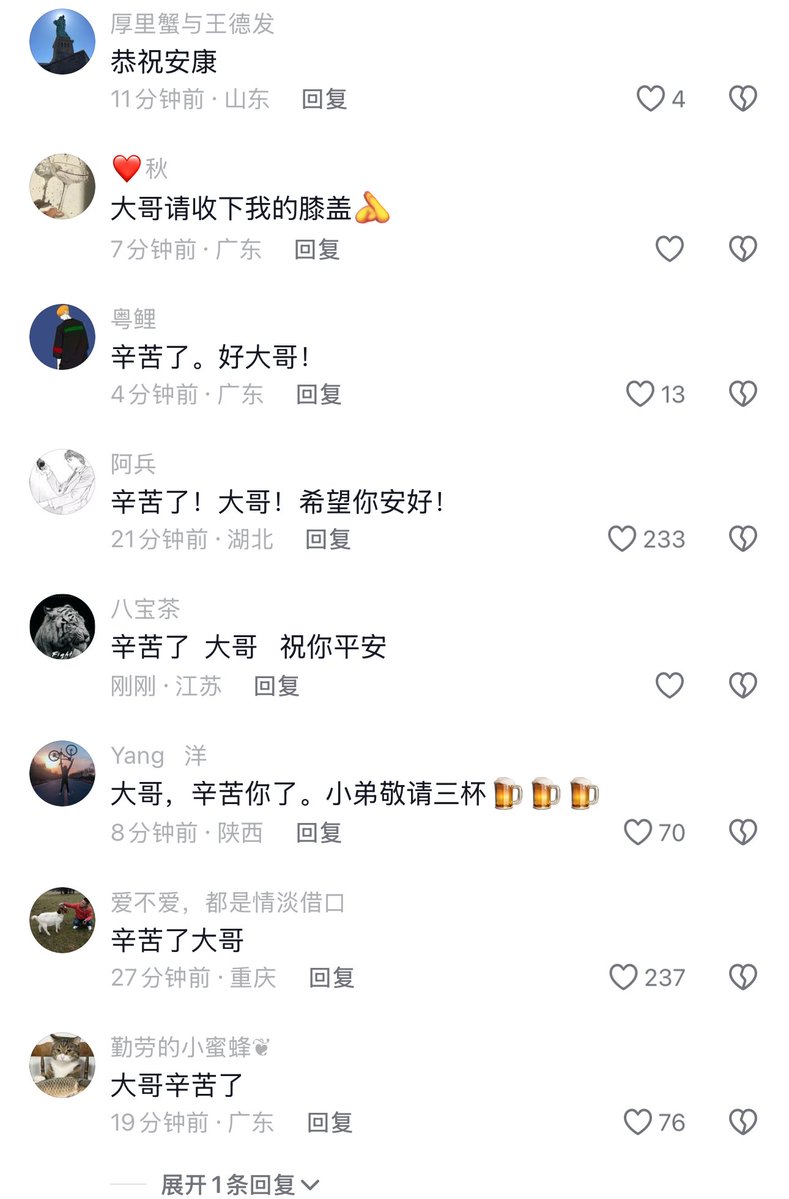 厚里蟹与王德发
恭祝安康
11分钟前·山东 回复 4
❤️秋
大哥请收下我的膝盖
7分钟前·广东 回复
粤鲤
辛苦了。好大哥！
4分钟前·广东 回复 13
阿兵
辛苦了！大哥！希望你安好！
21分钟前·湖北 回复 233
八宝茶
辛苦了 大哥 祝你平安
刚刚·江苏 回复
Yang 洋
大哥，辛苦你了。小弟敬请三杯🍺🍺🍺
8分钟前·陕西 回复 70
爱不爱，都是情淡借口
辛苦了大哥
27分钟前·重庆 回复 237
勤劳的小蜜蜂❦
大哥辛苦了
19分钟前·广东 回复 76
展开1条回复